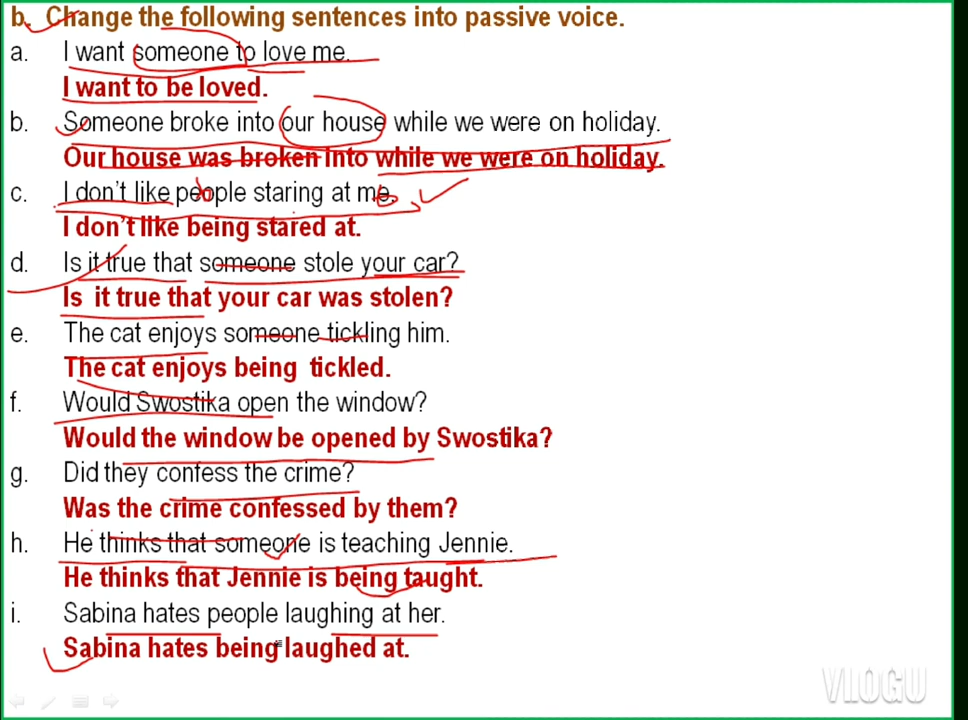 b. Change the following sentences into passive voice.
a. I want someone to love me.
I want to be loved.
b. Someone broke into our house while we were on holiday.
Our house was broken into while we were on holiday.
c. I don't like people staring at me.
I don't like being stared at.
d. Is it true that someone stole your car?
Is it true that your car was stolen?
e. The cat enjoys someone tickling him.
The cat enjoys being tickled.
f. Would Swostika open the window?
Would the window be opened by Swostika?
g. Did they confess the crime?
Was the crime confessed by them?
h. He thinks that someone is teaching Jennie.
He thinks that Jennie is being taught.
i. Sabina hates people laughing at her.
Sabina hates being laughed at.
VLOGU